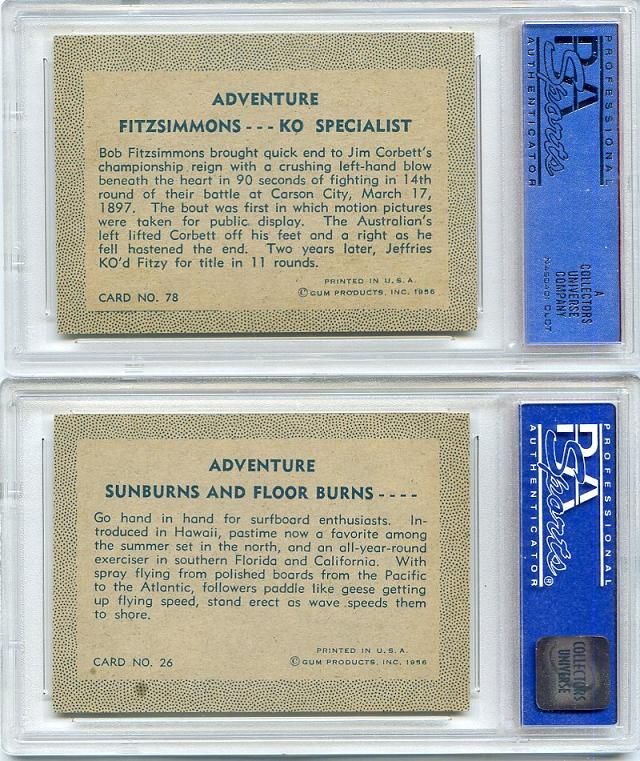 ADVENTURE
FITZSIMMONS --- KO SPECIALIST
Bob Fitzsimmons brought quick end to Jim Corbett's
championship reign with a crushing left-hand blow
beneath the heart in 90 seconds of fighting in 14th
round of their battle at Carson City, March 17,
1897. The bout was first in which motion pictures
were taken for public display. The Australian's
left lifted Corbett off his feet and a right as he
fell hastened the end. Two years later, Jeffries
KO'd Fitzy for title in 11 rounds.
PRINTED IN U.S.A.
CARD NO. 78
© GUM PRODUCTS, INC. 1956
PROFESSIONAL
PSA
Sports
AUTHENTICATOR
A
COLLECTORS
UNIVERSE
COMPANY
ADVENTURE
SUNBURNS AND FLOOR BURNS ----
Go hand in hand for surfboard enthusiasts. In-
troduced in Hawaii, pastime now a favorite among
the summer set in the north, and an all-year-round
exerciser in southern Florida and California. With
spray flying from polished boards from the Pacific
to the Atlantic, followers paddle like geese getting
up flying speed, stand erect as wave speeds them
to shore.
PRINTED IN U.S.A.
CARD NO. 26
© GUM PRODUCTS, INC. 1956
PROFESSIONAL
PSA
Sports®
AUTHENTICATOR
COLLECTORS
UNIVERSE